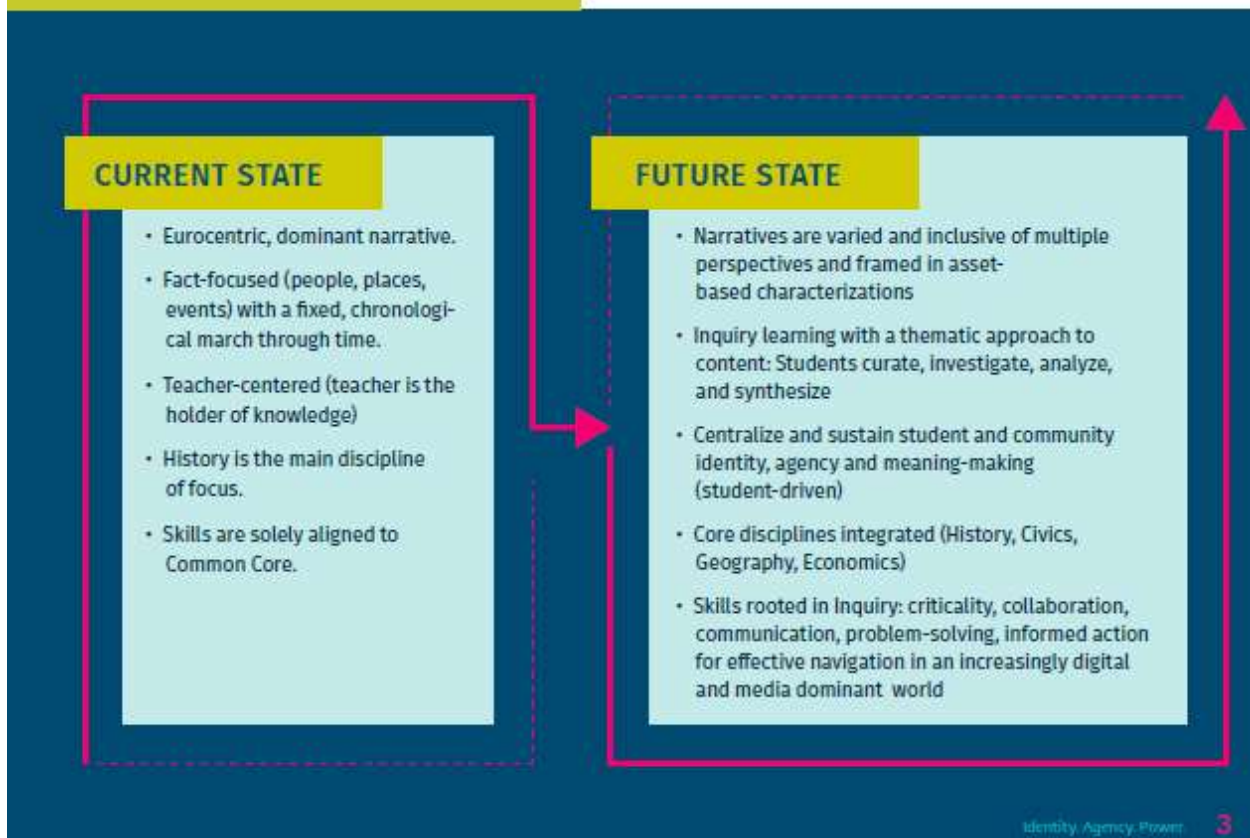 CURRENT STATE
• Eurocentric, dominant narrative.
• Fact-focused (people, places,
events) with a fixed, chronologi-
cal march through time.
• Teacher-centered (teacher is the
holder of knowledge)
• History is the main discipline
of focus.
• Skills are solely aligned to
Common Core.
FUTURE STATE
• Narratives are varied and inclusive of multiple
perspectives and framed in asset-
based characterizations
• Inquiry learning with a thematic approach to
content: Students curate, investigate, analyze,
and synthesize
• Centralize and sustain student and community
identity, agency and meaning-making
(student-driven)
• Core disciplines integrated (History, Civics,
Geography, Economics)
• Skills rooted in Inquiry: criticality, collaboration,
communication, problem-solving, informed action
for effective navigation in an increasingly digital
and media dominant world
Identity. Agency. Power. 3